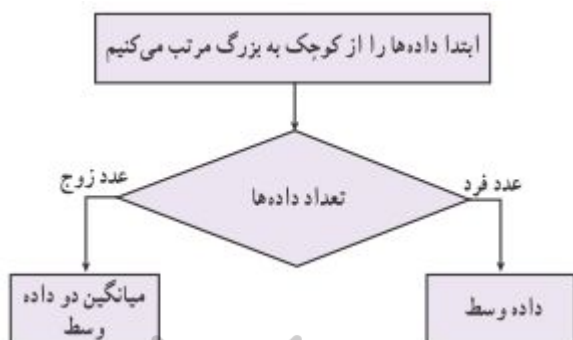 ابتدا داده‌ها را از کوچک به بزرگ مرتب می‌کنیم
عدد فرد
عدد زوج
تعداد داده‌ها
داده وسط
میانگین دو داده
وسط